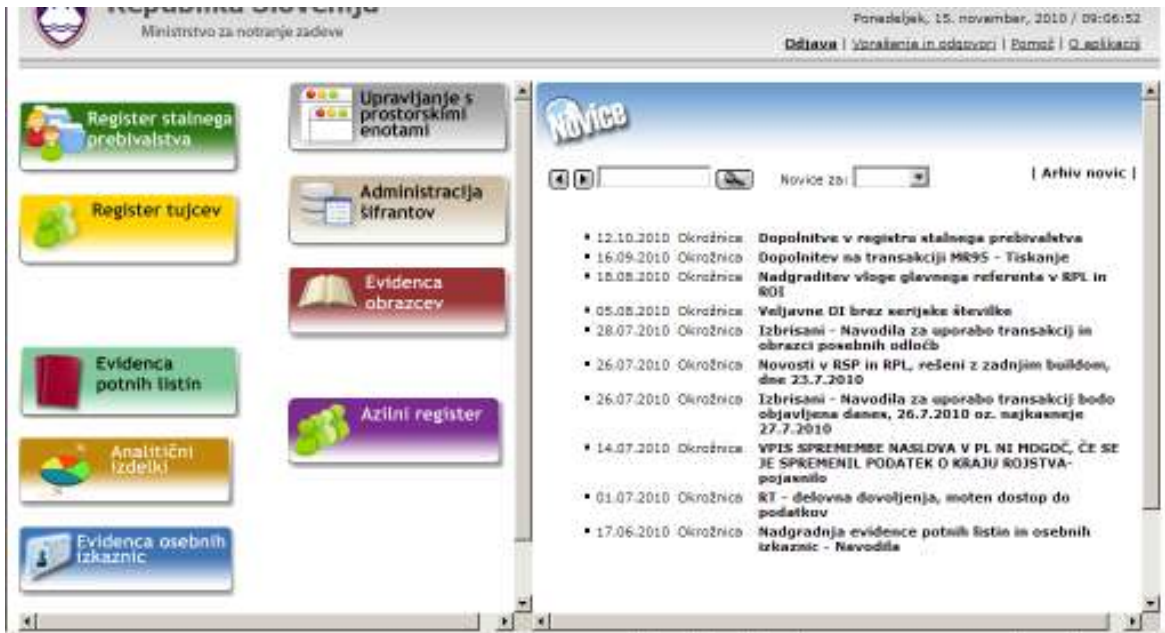 Republika Slovenija
Ministrstvo za notranje zadeve
Ponedeljek, 15. november, 2010 / 09:06:52
Odjava | Vprašanja in odgovori | Pomoč | O aplikaciji
Register stalnega
prebivalstva
Register tujcev
Evidenca
potnih listin
Analitični
izdelki
Evidenca osebnih
izkaznic
Upravljanje s
prostorskimi
enotami
Administracija
šifrantov
Evidenca
obrazcev
Azilni register
Novice
Novice za:
| Arhiv novic |
12.10.2010 Okrožnica Dopolnitve v registru stalnega prebivalstva
16.09.2010 Okrožnica Dopolnitev na transakciji MR95 - Tiskanje
18.08.2010 Okrožnica Nadgraditev vloge glavnega referenta v RPL in
ROI
05.08.2010 Okrožnica Veljavne OI brez serijske številke
28.07.2010 Okrožnica Izbrisani - Navodila za uporabo transakcij in
obrazci posebnih odločb
26.07.2010 Okrožnica Novosti v RSP in RPL, rešeni z zadnjim buildom,
dne 23.7.2010
26.07.2010 Okrožnica Izbrisani - Navodila za uporabo transakcij bodo
objavljena danes, 26.7.2010 oz. najkasneje
27.7.2010
14.07.2010 Okrožnica VPIS SPREMEMBE NASLOVA V PL NI MOGOČ, ČE SE
JE SPREMENIL PODATEK O KRAJU ROJSTVA-
pojasnilo
01.07.2010 Okrožnica RT - delovna dovoljenja, moten dostop do
podatkov
17.06.2010 Okrožnica Nadgradnja evidence potnih listin in osebnih
izkaznic - Navodila